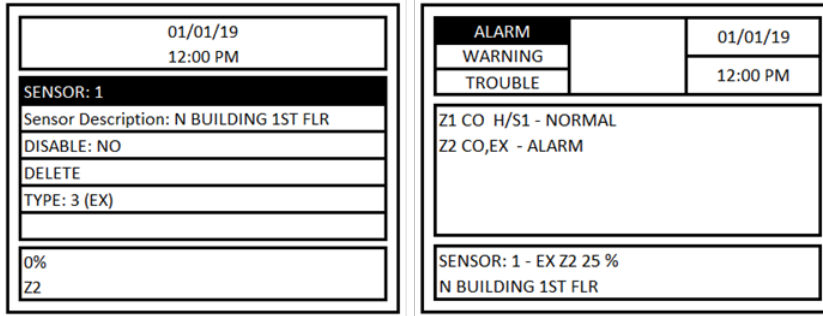 01/01/19
12:00 PM
SENSOR: 1
Sensor Description: N BUILDING 1ST FLR
DISABLE: NO
DELETE
TYPE: 3 (EX)
0%
Z2
ALARM
WARNING
TROUBLE
01/01/19
12:00 PM
Z1 CO  H/S1 - NORMAL
Z2 CO,EX  - ALARM
SENSOR: 1 - EX Z2 25 %
N BUILDING 1ST FLR